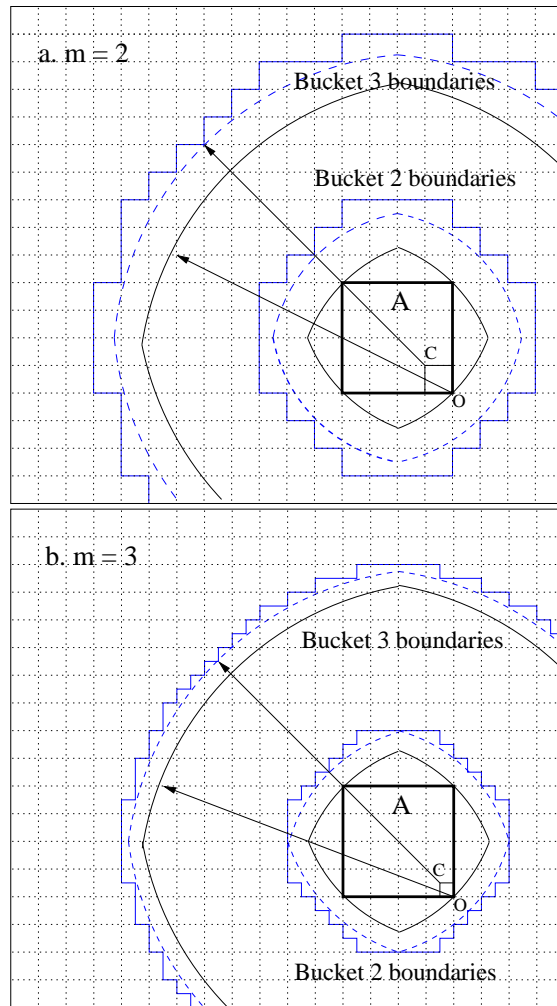 a. m = 2
Bucket 3 boundaries
Bucket 2 boundaries
A
C
O
b. m = 3
Bucket 3 boundaries
A
C
O
Bucket 2 boundaries